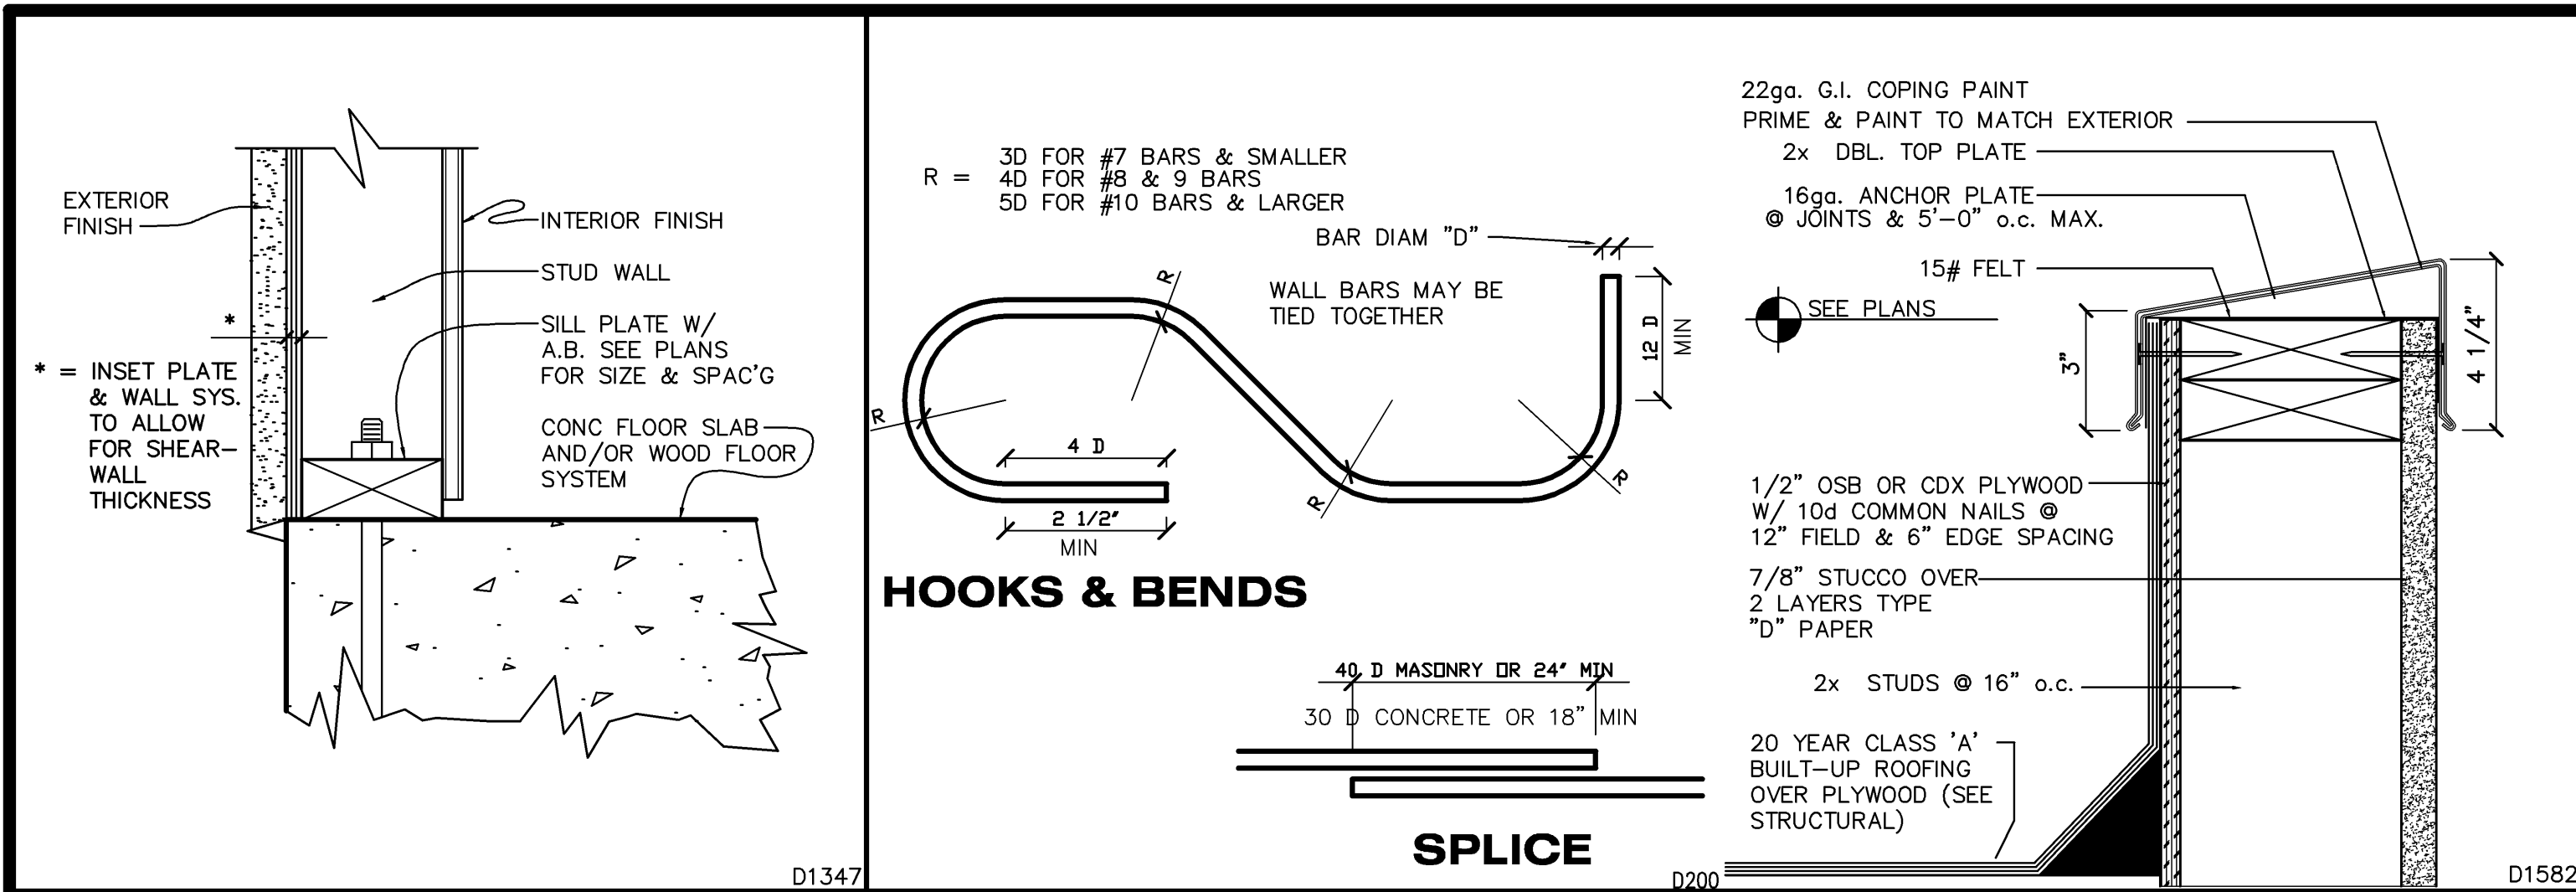 EXTERIOR
FINISH
INTERIOR FINISH
STUD WALL
*
SILL PLATE W/
A.B. SEE PLANS
FOR SIZE & SPAC'G
* = INSET PLATE
& WALL SYS.
TO ALLOW
FOR SHEAR-
WALL
THICKNESS
CONC FLOOR SLAB
AND/OR WOOD FLOOR
SYSTEM
D1347
R =
3D FOR #7 BARS & SMALLER
4D FOR #8 & 9 BARS
5D FOR #10 BARS & LARGER
BAR DIAM "D"
WALL BARS MAY BE
TIED TOGETHER
R
12 D
MIN
R
4 D
R
R
2 1/2"
MIN
HOOKS & BENDS
40 D MASONRY OR 24" MIN
30 D CONCRETE OR 18" MIN
SPLICE
D200
22ga. G.I. COPING PAINT
PRIME & PAINT TO MATCH EXTERIOR
2x DBL. TOP PLATE
16ga. ANCHOR PLATE
@ JOINTS & 5'-0" o.c. MAX.
15# FELT
SEE PLANS
3"
4 1/4"
1/2" OSB OR CDX PLYWOOD
W/ 10d COMMON NAILS @
12" FIELD & 6" EDGE SPACING
7/8" STUCCO OVER
2 LAYERS TYPE
"D" PAPER
2x STUDS @ 16" o.c.
20 YEAR CLASS 'A'
BUILT-UP ROOFING
OVER PLYWOOD (SEE
STRUCTURAL)
D1582